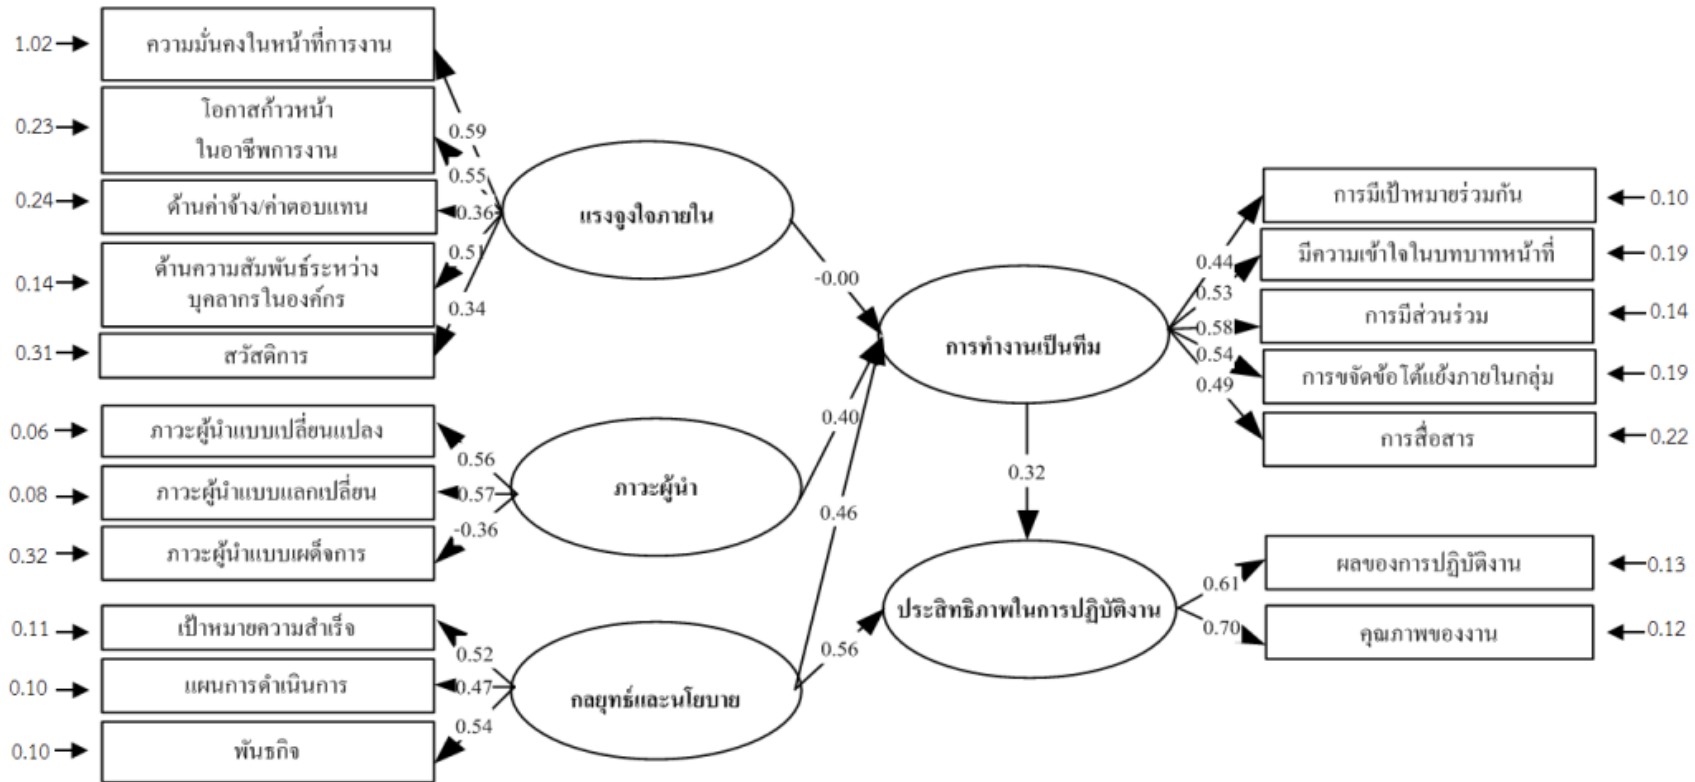 1.02
ความมั่นคงในหน้าที่การงาน
0.23
โอกาสก้าวหน้า
ในอาชีพการงาน
0.24
ด้านค่าจ้าง/ค่าตอบแทน
0.14
ด้านความสัมพันธ์ระหว่าง
บุคลากรในองค์กร
0.31
สวัสดิการ
0.59
0.55
0.36
0.51
0.34
แรงจูงใจภายใน
-0.00
0.06
ภาวะผู้นำแบบเปลี่ยนแปลง
0.08
ภาวะผู้นำแบบแลกเปลี่ยน
0.32
ภาวะผู้นำแบบเผด็จการ
0.56
0.57
-0.36
ภาวะผู้นำ
0.40
0.11
เป้าหมายความสำเร็จ
0.10
แผนการดำเนินการ
0.10
พันธกิจ
0.52
0.47
0.54
กลยุทธ์และนโยบาย
0.46
0.56
การทำงานเป็นทีม
0.32
ประสิทธิภาพในการปฏิบัติงาน
0.44
0.53
0.58
0.54
0.49
การมีเป้าหมายร่วมกัน
0.10
มีความเข้าใจในบทบาทหน้าที่
0.19
การมีส่วนร่วม
0.14
การขจัดข้อโต้แย้งภายในกลุ่ม
0.19
การสื่อสาร
0.22
0.61
0.70
ผลของการปฏิบัติงาน
0.13
คุณภาพของงาน
0.12